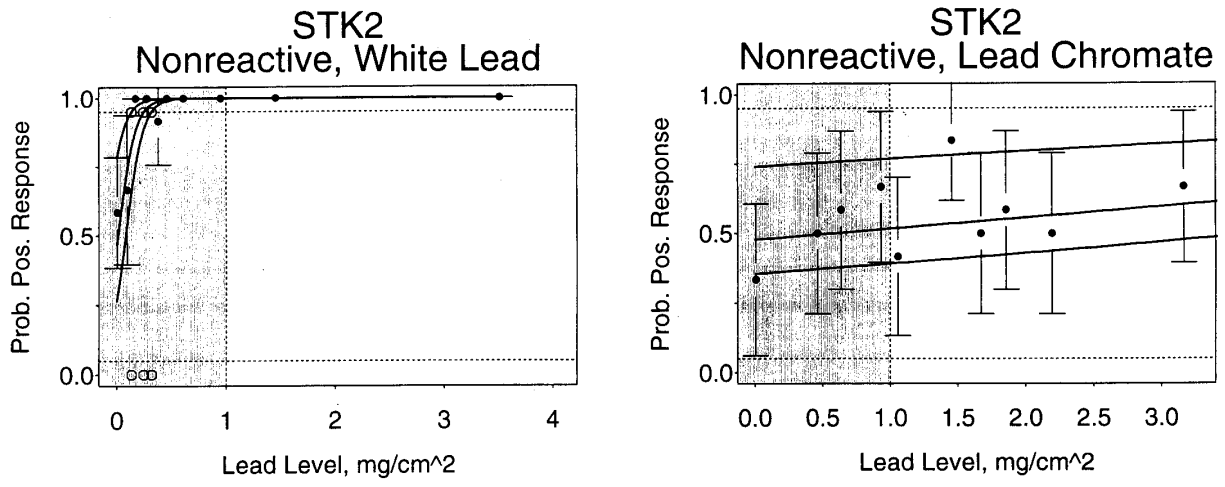 STK2
Nonreactive, White Lead
Prob. Pos. Response
1.0
0.5
0.0
0 1 2 3 4
Lead Level, mg/cm^2
STK2
Nonreactive, Lead Chromate
Prob. Pos. Response
1.0
0.5
0.0
0.0 0.5 1.0 1.5 2.0 2.5 3.0
Lead Level, mg/cm^2